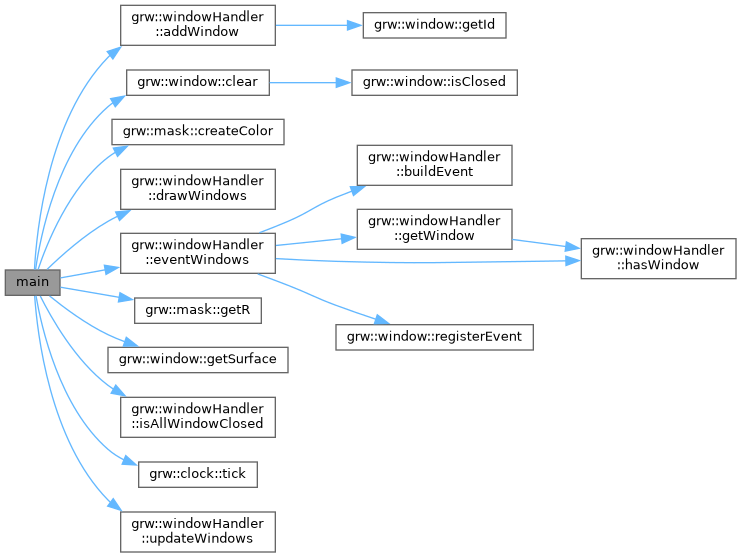 grw::windowHandler
::addWindow
grw::window::getId
grw::window::clear
grw::window::isClosed
grw::mask::createColor
grw::windowHandler
::drawWindows
grw::windowHandler
::buildEvent
grw::windowHandler
::getWindow
grw::windowHandler
::eventWindows
grw::windowHandler
::hasWindow
main
grw::mask::getR
grw::window::registerEvent
grw::window::getSurface
grw::windowHandler
::isAllWindowClosed
grw::clock::tick
grw::windowHandler
::updateWindows